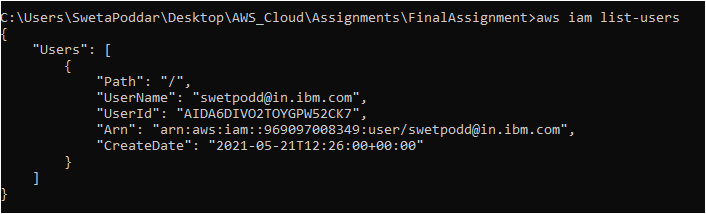 C:\Users\SwetaPoddar\Desktop\AWS_Cloud\Assignments\FinalAssignment>aws iam list-users
{
    "Users": [
        {
            "Path": "/",
            "UserName": "swetpodd@in.ibm.com",
            "UserId": "AIDA6DIVO2TOYGPW52CK7",
            "Arn": "arn:aws:iam::969097008349:user/swetpodd@in.ibm.com",
            "CreateDate": "2021-05-21T12:26:00+00:00"
        }
    ]
}